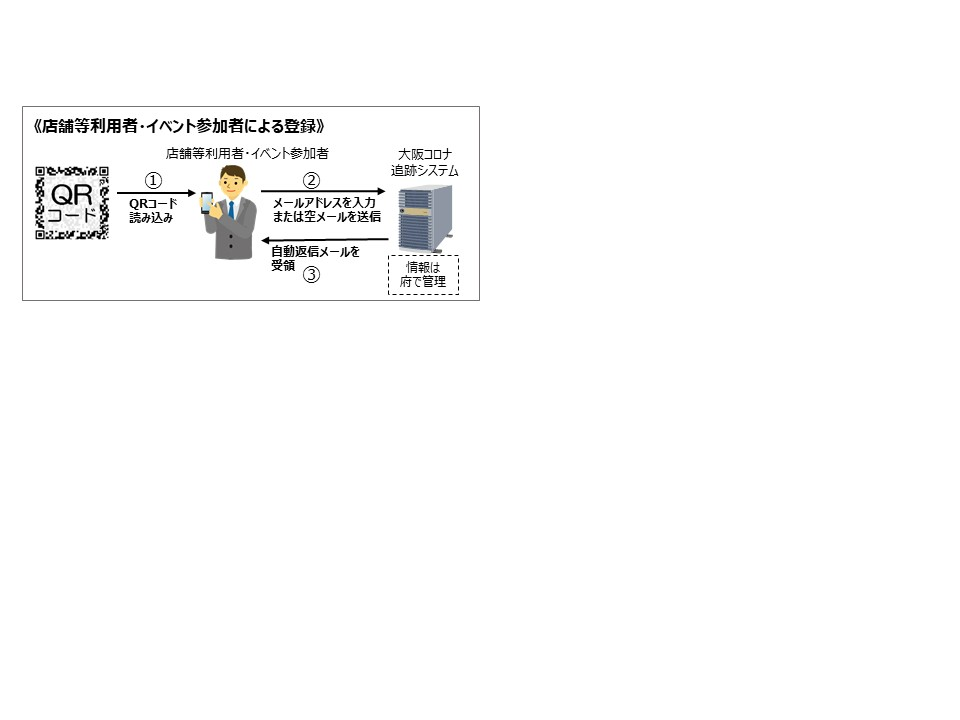 《店舗等利用者・イベント参加者による登録》
店舗等利用者・イベント参加者
大阪コロナ
追跡システム
QR
コード
①
QRコード
読み込み
②
メールアドレスを入力
または空メールを送信
自動返信メールを
受領
③
情報は
府で管理